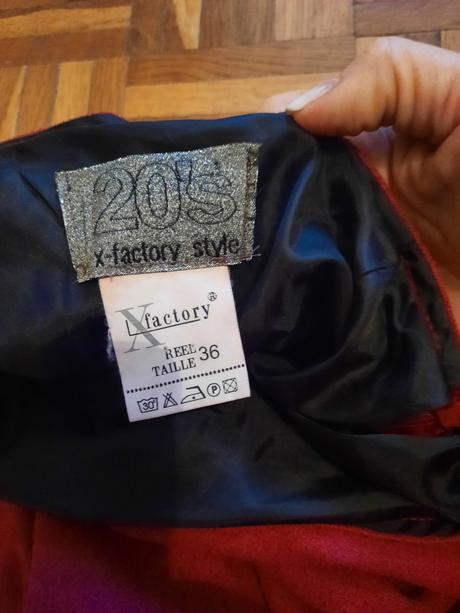 20's
x-factory style
Xfactory®
REEL
TAILLE 36
30°
P